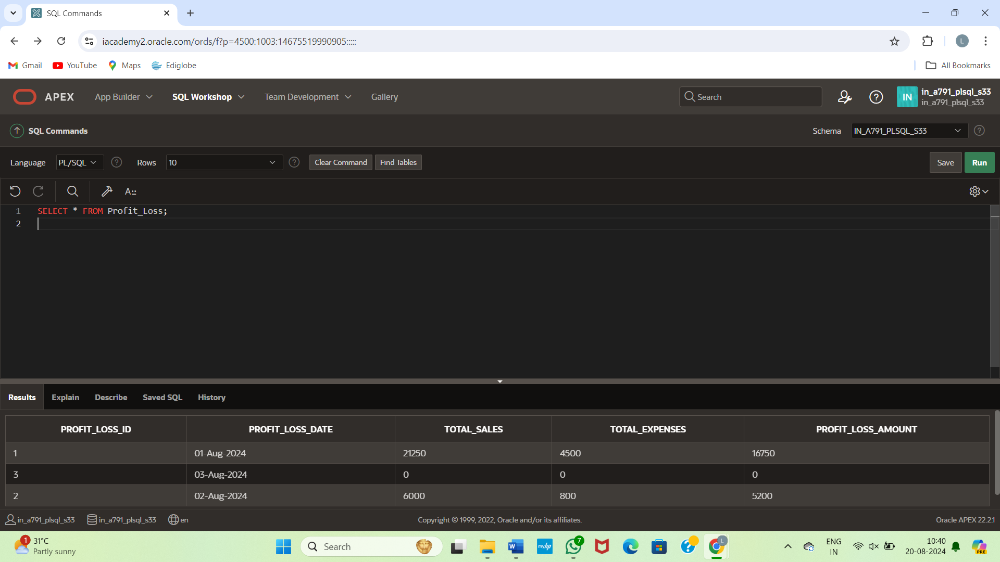 SQL Commands
iacademy2.oracle.com/ords/f?p=4500:1003:14675519990905:::::
L
Gmail YouTube Maps Ediglobe All Bookmarks
APEX App Builder SQL Workshop Team Development Gallery Search IN in_a791_plsql_s33
in_a791_plsql_s33
SQL Commands Schema IN_A791_PLSQL_S33
Language PL/SQL Rows 10 Clear Command Find Tables Save Run
A::
1 SELECT * FROM Profit_Loss;
2
Results Explain Describe Saved SQL History
PROFIT_LOSS_ID PROFIT_LOSS_DATE TOTAL_SALES TOTAL_EXPENSES PROFIT_LOSS_AMOUNT
1 01-Aug-2024 21250 4500 16750
3 03-Aug-2024 0 0 0
2 02-Aug-2024 6000 800 5200
in_a791_plsql_s33 in_a791_plsql_s33 en Copyright © 1999, 2022, Oracle and/or its affiliates. Oracle APEX 22.2.1
1 31°C
Partly sunny
Search
W
myhp
7
L
ENG
IN
10:40
20-08-2024
PRE